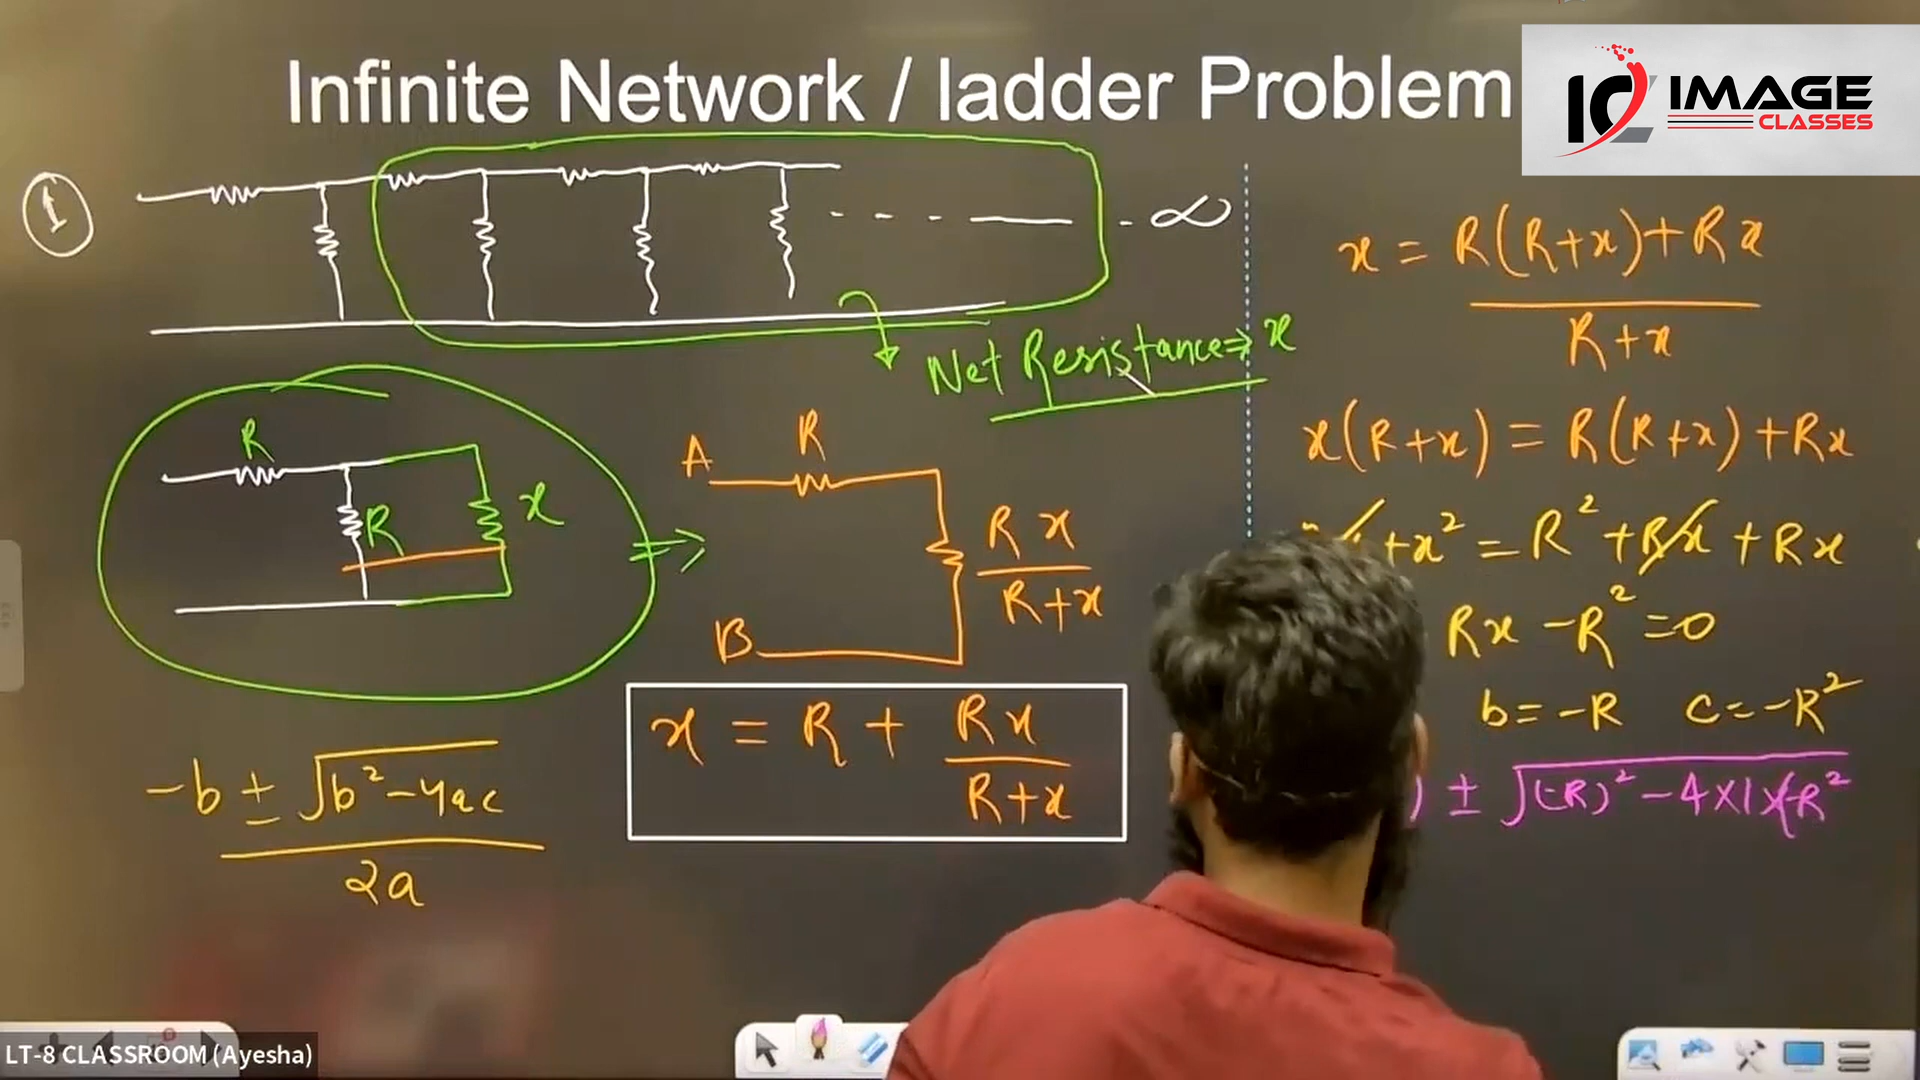 Infinite Network / ladder Problem
IMAGE
CLASSES
1
∞
Net Resistance ⇒ x
R
R
x
A
R
B
Rx
R+x
x = R + Rx
R+x
-b ± √b²-4ac
2a
x = R(R+x)+Rx
R+x
x(R+x) = R(R+x)+Rx
+x² = R² + Rx + Rx
Rx - R² = 0
b = -R c = -R²
) ± √(-R)² - 4×1×(-R²
LT-8 CLASSROOM (Ayesha)